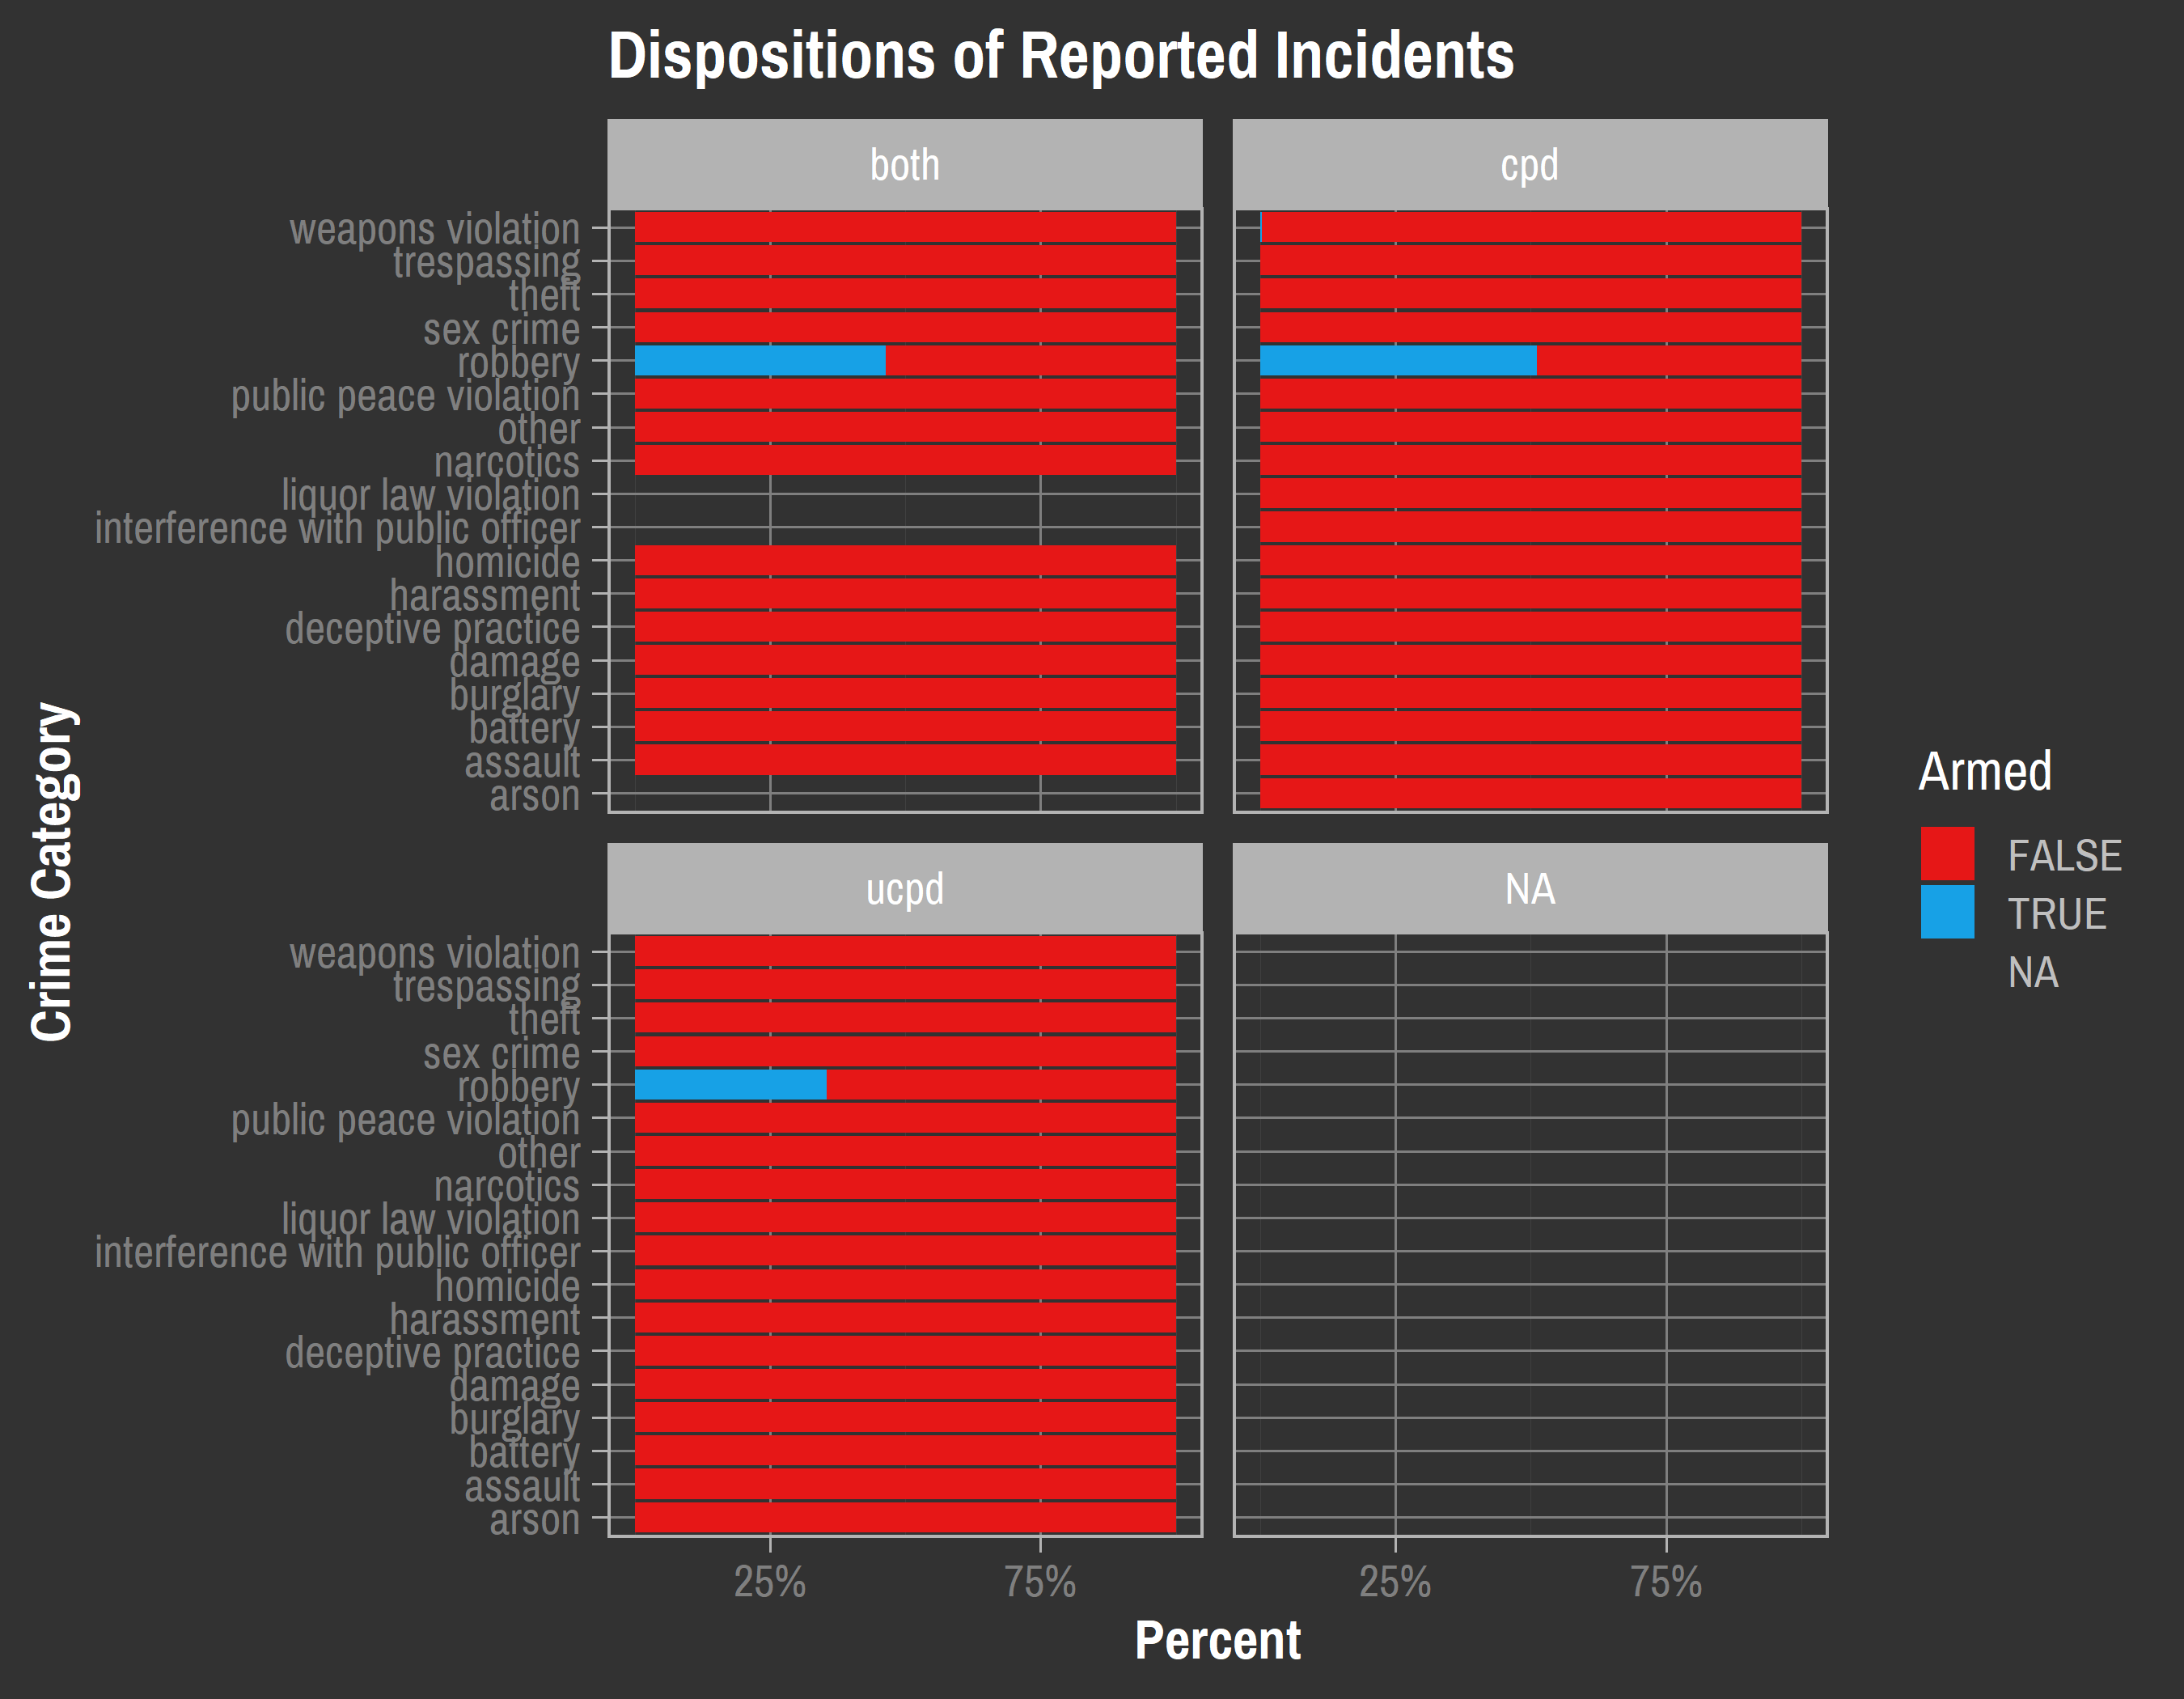 Dispositions of Reported Incidents
both
cpd
weapons violation
trespassing
theft
sex crime
robbery
public peace violation
other
narcotics
liquor law violation
interference with public officer
homicide
harassment
deceptive practice
damage
burglary
battery
assault
arson
ucpd
NA
weapons violation
trespassing
theft
sex crime
robbery
public peace violation
other
narcotics
liquor law violation
interference with public officer
homicide
harassment
deceptive practice
damage
burglary
battery
assault
arson
25%
75%
25%
75%
Percent
Crime Category
Armed
FALSE
TRUE
NA